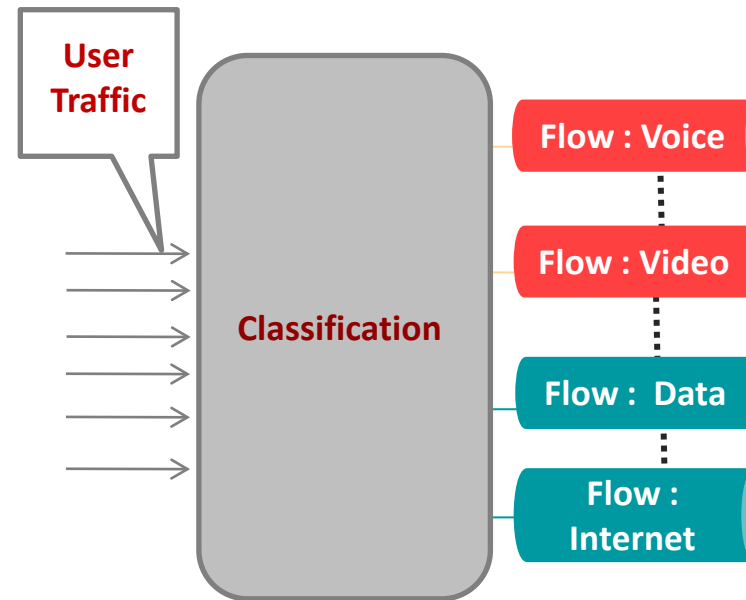 User
Traffic
Classification
Flow : Voice
Flow : Video
Flow :  Data
Flow :
Internet